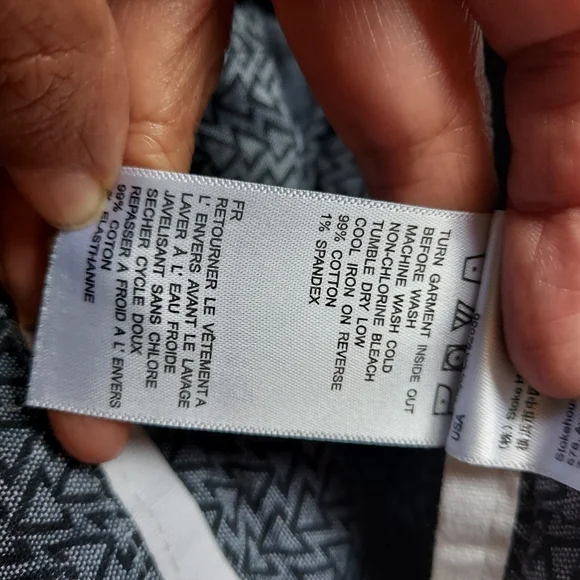 USA
TURN GARMENT INSIDE OUT
BEFORE WASH
MACHINE WASH COLD
NON-CHLORINE BLEACH
TUMBLE DRY LOW
COOL IRON ON REVERSE
99% COTTON
1% SPANDEX
FR
RETOURNER LE VÊTEMENT A
L' ENVERS AVANT LE LAVAGE
LAVER À L' EAU FROIDE
JAVELISANT SANS CHLORE
SECHER CYCLE DOUX
REPASSER A FROID A L' ENVERS
99% COTON
ELASTHANNE